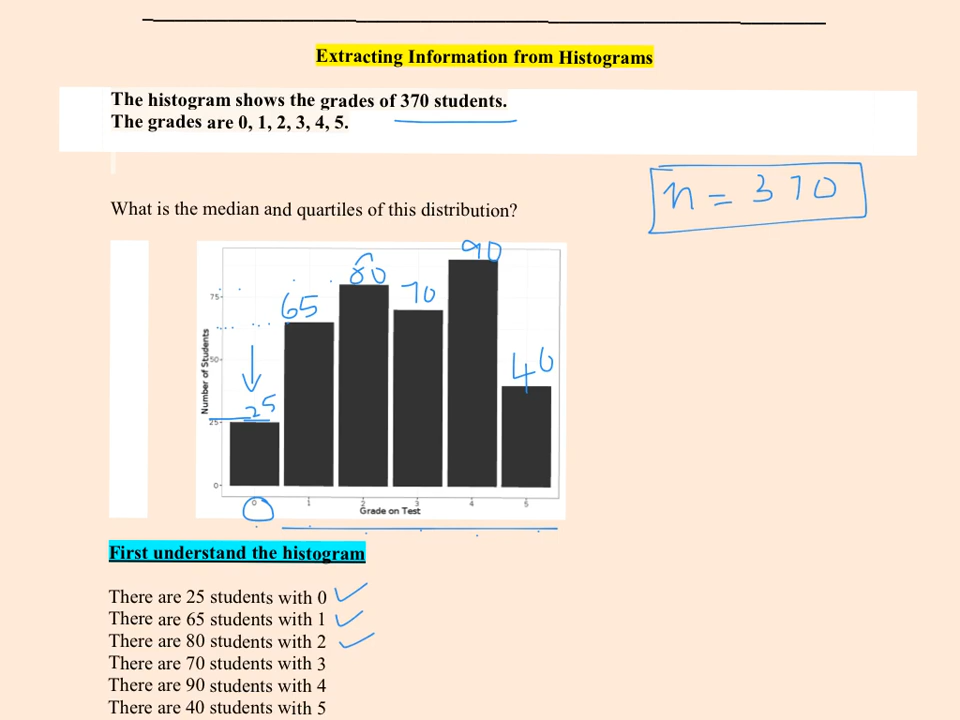 Extracting Information from Histograms
The histogram shows the grades of 370 students.
The grades are 0, 1, 2, 3, 4, 5.
n = 370
What is the median and quartiles of this distribution?
90
80
70
75
65
40
50
25
25
0
Number of Students
0 1 2 3 4 5
Grade on Test
First understand the histogram
There are 25 students with 0
There are 65 students with 1
There are 80 students with 2
There are 70 students with 3
There are 90 students with 4
There are 40 students with 5